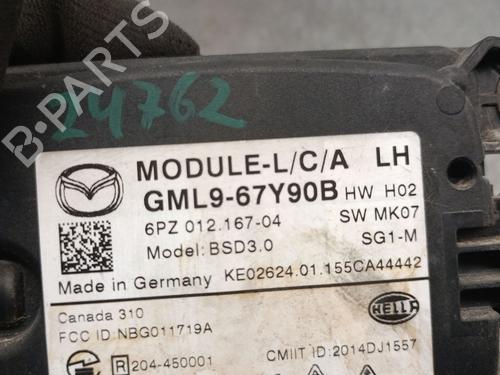 B-PARTS
24762
MODULE-L/C/A LH
GML9-67Y90B HW H02
6PZ 012.167-04 SW MK07
Model: BSD3.0 SG1-M
Made in Germany KE02624.01.155CA44442
Canada 310
FCC ID: NBG011719A
HELLA
R 204-450001 CMIIT ID: 2014DJ1557